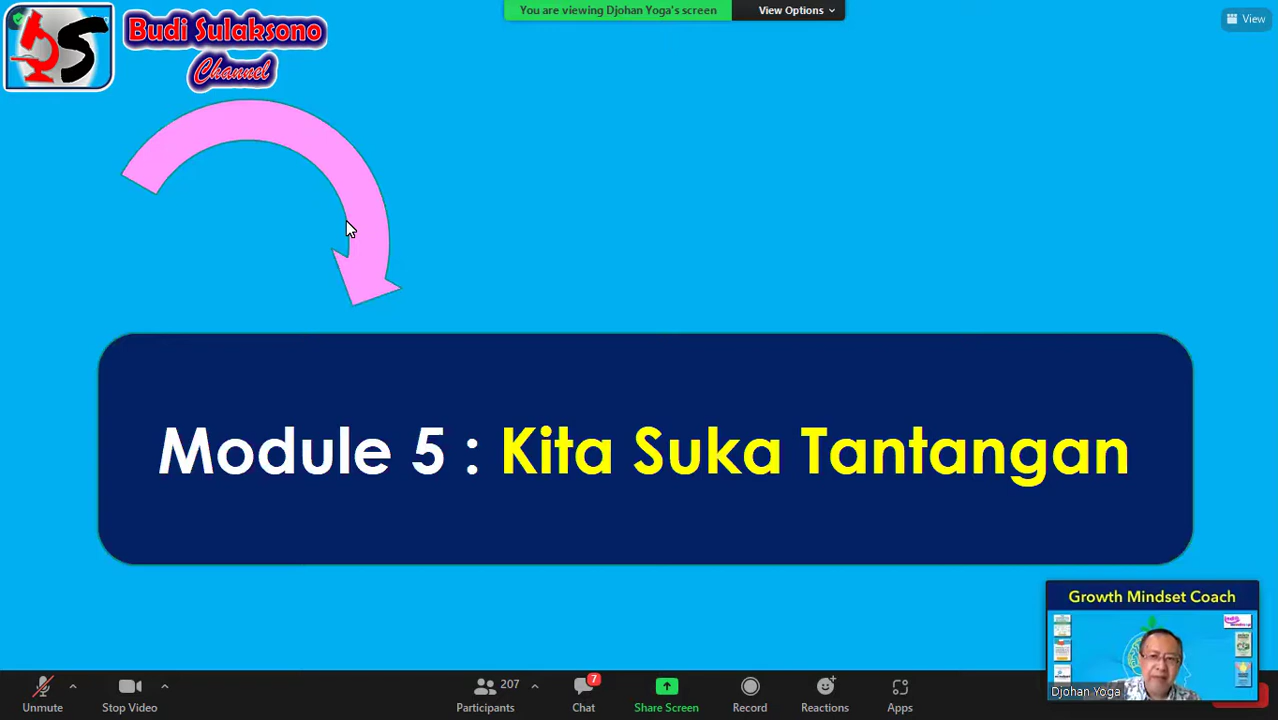 You are viewing Djohan Yoga's screen
View Options
View
S
Budi Sulaksono
Channel
Module 5 : Kita Suka Tantangan
Growth Mindset Coach
Djohan Yoga
Unmute
Stop Video
207
Participants
7
Chat
Share Screen
Record
Reactions
Apps